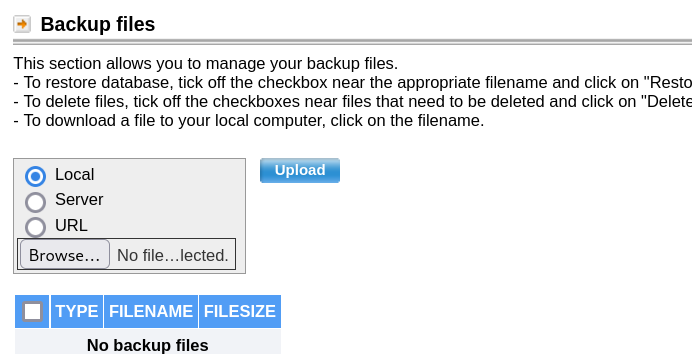 Backup files
This section allows you to manage your backup files.
- To restore database, tick off the checkbox near the appropriate filename and click on "Resto
- To delete files, tick off the checkboxes near files that need to be deleted and click on "Delete
- To download a file to your local computer, click on the filename.
Local
Upload
Server
URL
Browse... No file...lected.
TYPE FILENAME FILESIZE
No backup files